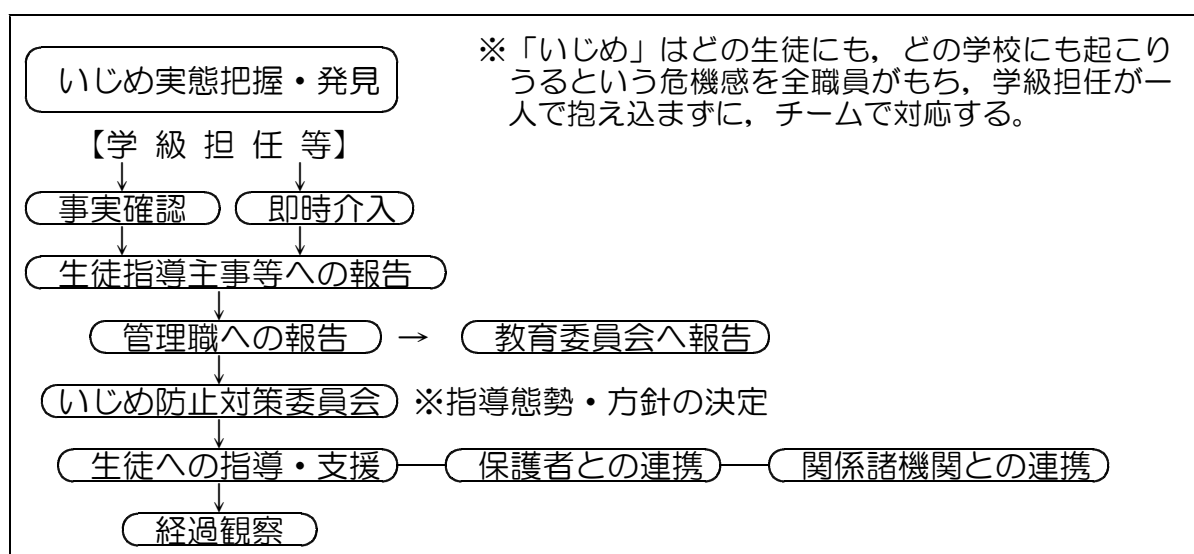 いじめ実態把握・発見
※「いじめ」はどの生徒にも，どの学校にも起こり
うるという危機感を全職員がもち，学級担任が一
人で抱え込まずに，チームで対応する。
【学 級 担 任 等】
事実確認 即時介入
生徒指導主事等への報告
管理職への報告 → 教育委員会へ報告
いじめ防止対策委員会 ※指導態勢・方針の決定
生徒への指導・支援 保護者との連携 関係諸機関との連携
経過観察